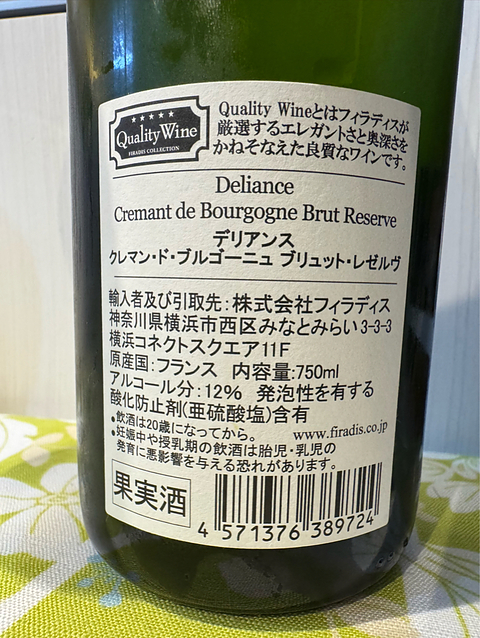 ★★★★★
Quality Wine
FIRADIS COLLECTION
Quality Wineとはフィラディスが
厳選するエレガントさと奥深さを
かねそなえた良質なワインです。
Deliance
Cremant de Bourgogne Brut Reserve
デリアンス
クレマン・ド・ブルゴーニュ ブリュット・レゼルヴ
輸入者及び引取先:株式会社フィラディス
神奈川県横浜市西区みなとみらい3-3-3
横浜コネクトスクエア11F
原産国:フランス 内容量:750ml
アルコール分:12% 発泡性を有する
酸化防止剤(亜硫酸塩)含有
●飲酒は20歳になってから。 www.firadis.co.jp
●妊娠中や授乳期の飲酒は胎児・乳児の
発育に悪影響を与える恐れがあります。
果実酒
4 571376 389724